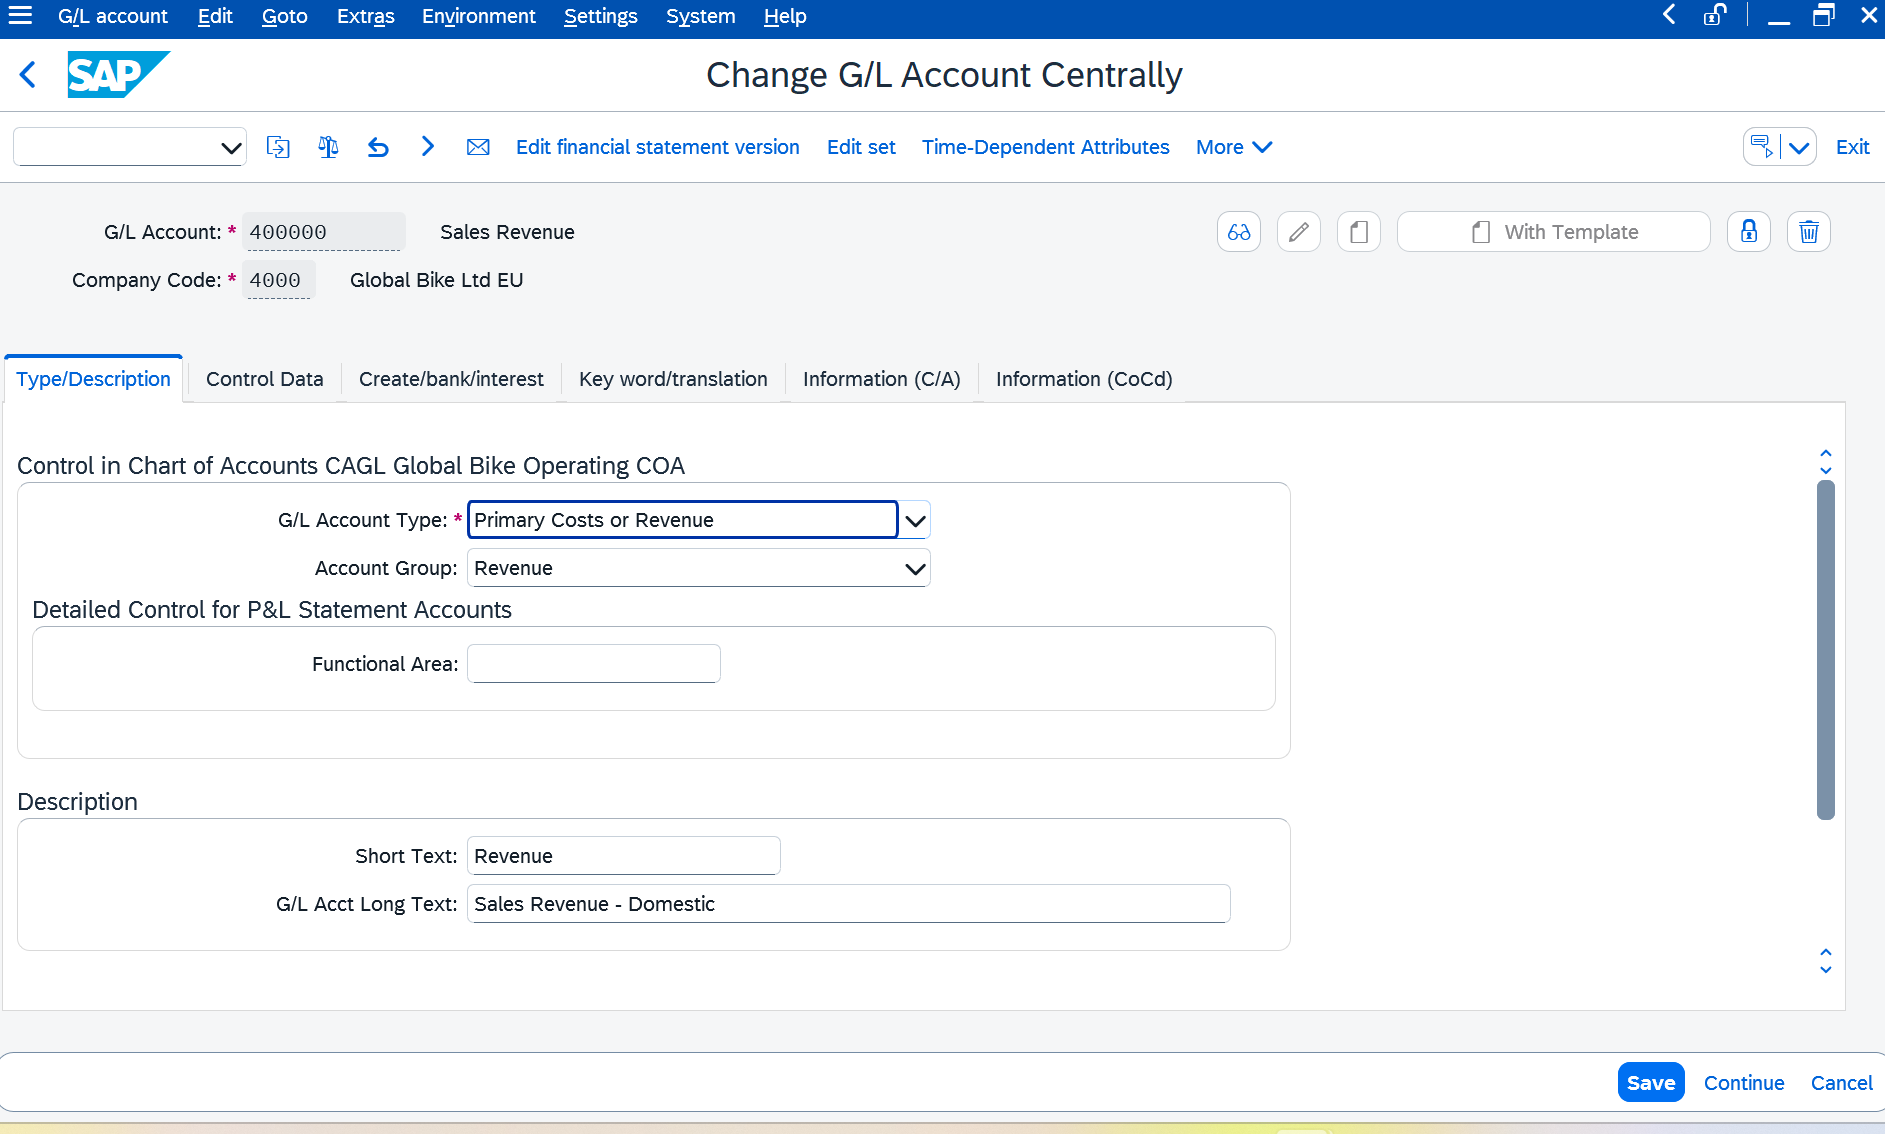 G/L account Edit Goto Extras Environment Settings System Help
SAP Change G/L Account Centrally
Edit financial statement version Edit set Time-Dependent Attributes More Exit
G/L Account: * 400000 Sales Revenue With Template
Company Code: * 4000 Global Bike Ltd EU
Type/Description Control Data Create/bank/interest Key word/translation Information (C/A) Information (CoCd)
Control in Chart of Accounts CAGL Global Bike Operating COA
G/L Account Type: * Primary Costs or Revenue
Account Group: Revenue
Detailed Control for P&L Statement Accounts
Functional Area:
Description
Short Text: Revenue
G/L Acct Long Text: Sales Revenue - Domestic
Save Continue Cancel